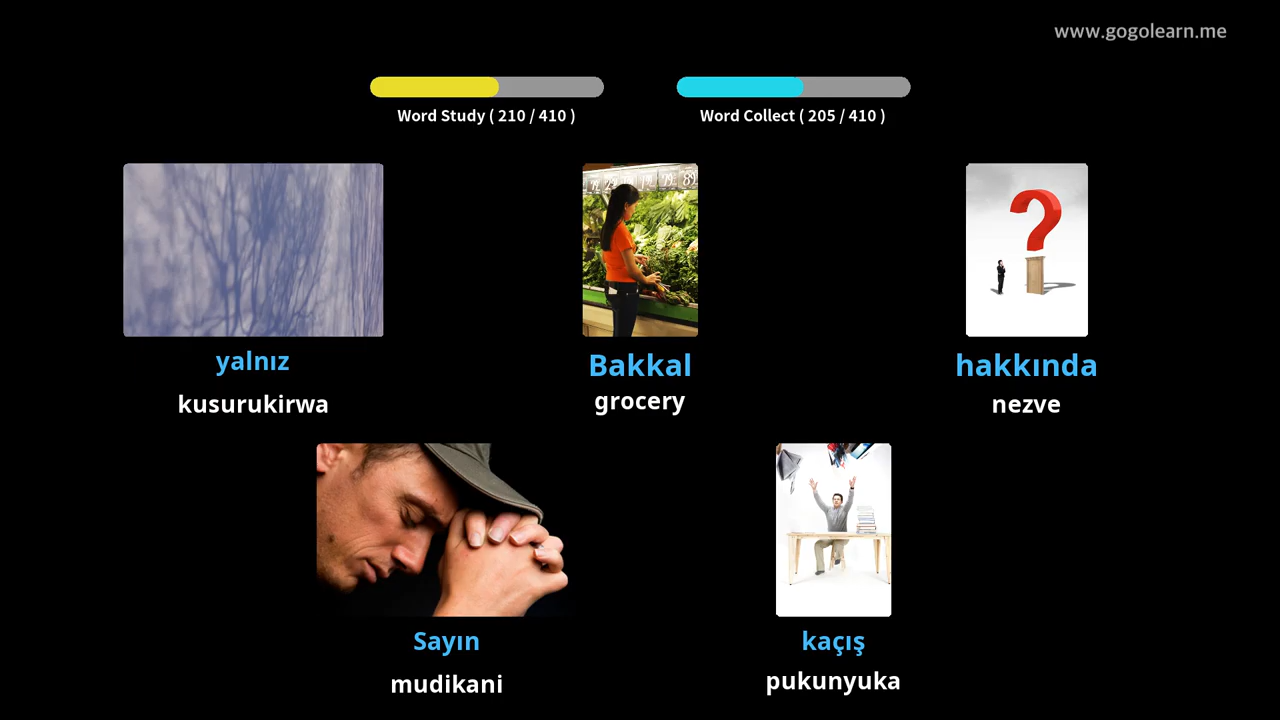 www.gogolearn.me
Word Study ( 210 / 410 )
Word Collect ( 205 / 410 )
yalnız
kusurukirwa
Bakkal
grocery
hakkında
nezve
Sayın
mudikani
kaçış
pukunyuka